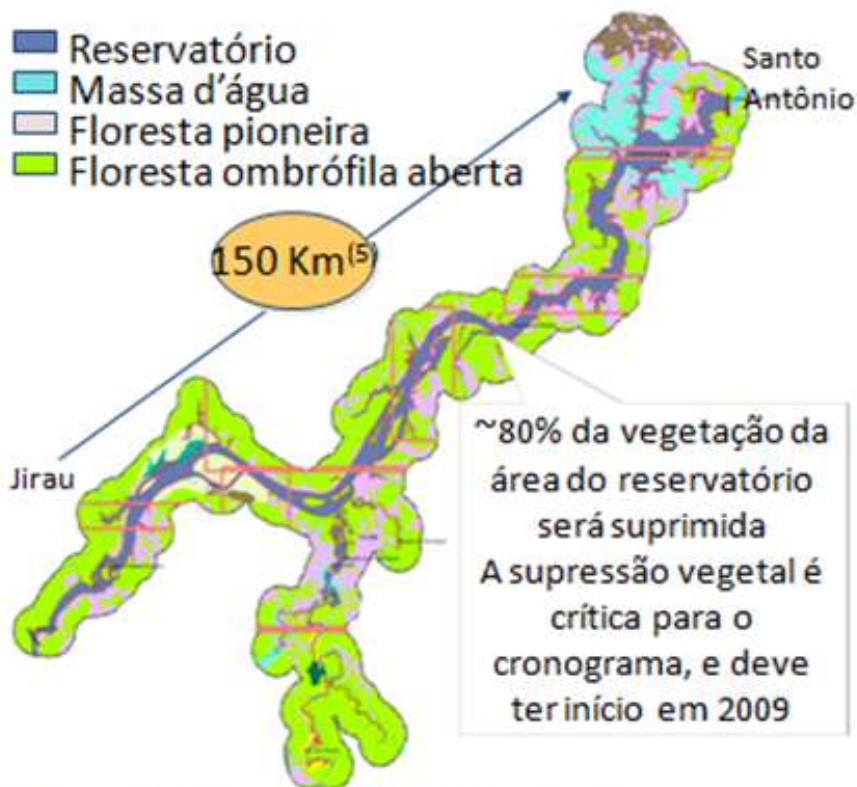 Reservatório
Massa d'água
Floresta pioneira
Floresta ombrófila aberta
Santo
Antônio
150 Km(5)
Jirau
~80% da vegetação da
área do reservatório
será suprimida
A supressão vegetal é
crítica para o
cronograma, e deve
ter início em 2009